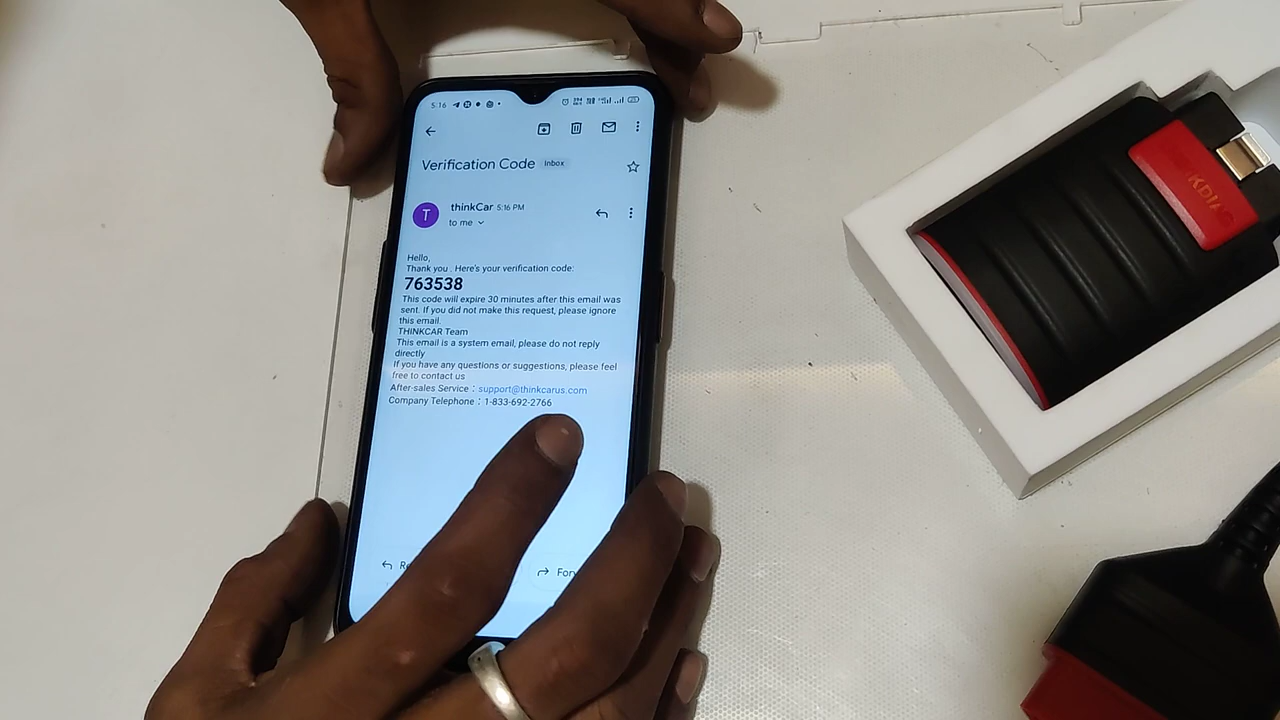 5:16
Verification Code Inbox
T
thinkCar 5:16 PM
to me
Hello,
Thank you . Here's your verification code:
763538
This code will expire 30 minutes after this email was
sent. If you did not make this request, please ignore
this email.
THINKCAR Team
This email is a system email, please do not reply
directly
If you have any questions or suggestions, please feel
free to contact us
After-sales Service : support@thinkcarus.com
Company Telephone : 1-833-692-2766